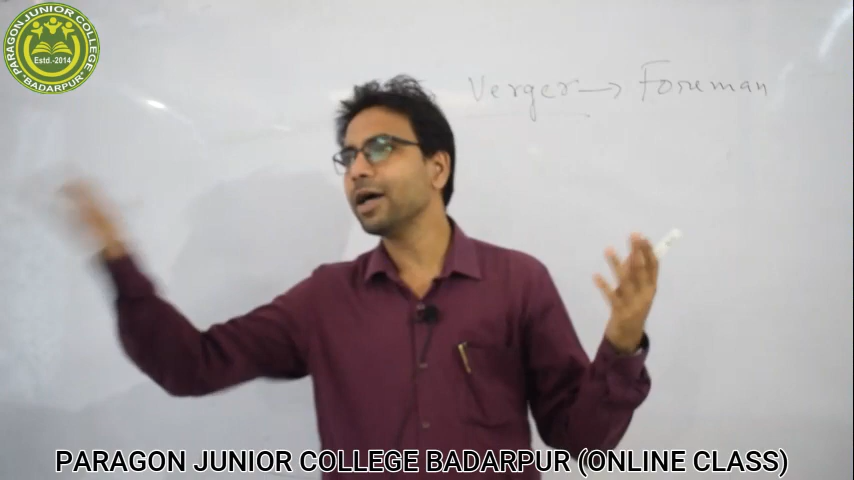 PARAGON JUNIOR COLLEGE
Estd.-2014
*BADARPUR*
Verger → Foreman
PARAGON JUNIOR COLLEGE BADARPUR (ONLINE CLASS)